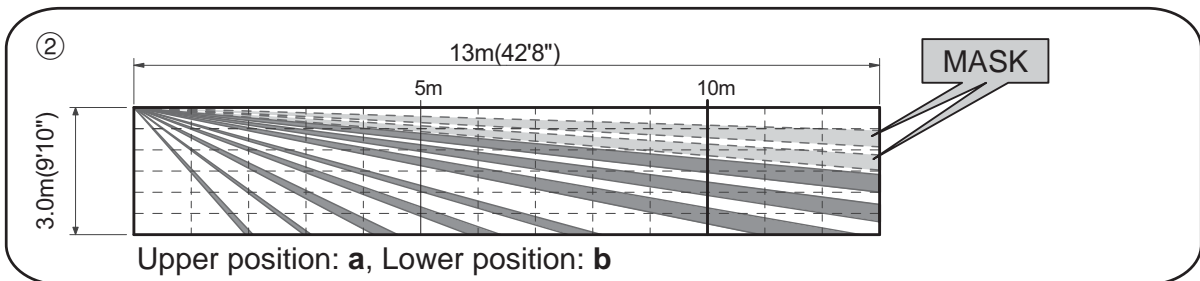 ②
13m(42'8")
MASK
5m
10m
3.0m(9'10")
Upper position: a, Lower position: b